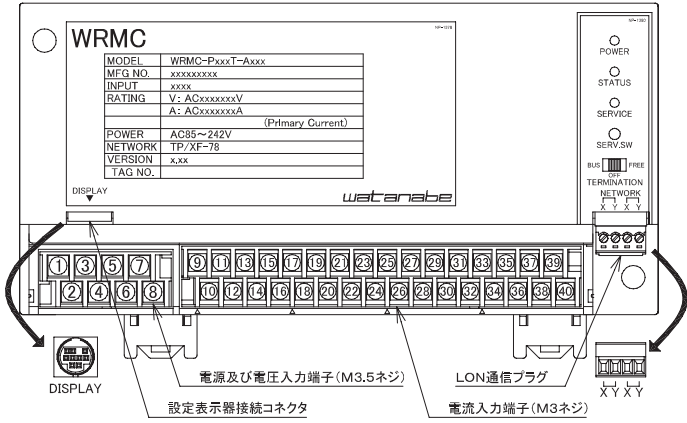 NP-1378
WRMC
MODEL WRMC-PxxxT-Axxx
MFG NO. xxxxxxxxx
INPUT xxxx
RATING V: ACxxxxxxxV
A: ACxxxxxxxA
(Primary Current)
POWER AC85～242V
NETWORK TP/XF-78
VERSION x,xx
TAG NO.
DISPLAY
▼
watanabe
POWER
STATUS
SERVICE
SERV.SW
BUS FREE
OFF
TERMINATION
NETWORK
X Y X Y
① ③ ⑤ ⑦
② ④ ⑥ ⑧
⑨ ⑪ ⑬ ⑮ ⑰ ⑲ ㉑ ㉓ ㉕ ㉗ ㉙ ㉛ ㉝ ㉟ ㊲ ㊴
⑩ ⑫ ⑭ ⑯ ⑱ ⑳ ㉒ ㉔ ㉖ ㉘ ㉚ ㉜ ㉞ ㊱ ㊳ ㊵
DISPLAY
電源及び電圧入力端子(M3.5ネジ)
設定表示器接続コネクタ
LON通信プラグ
電流入力端子(M3ネジ)
X Y X Y